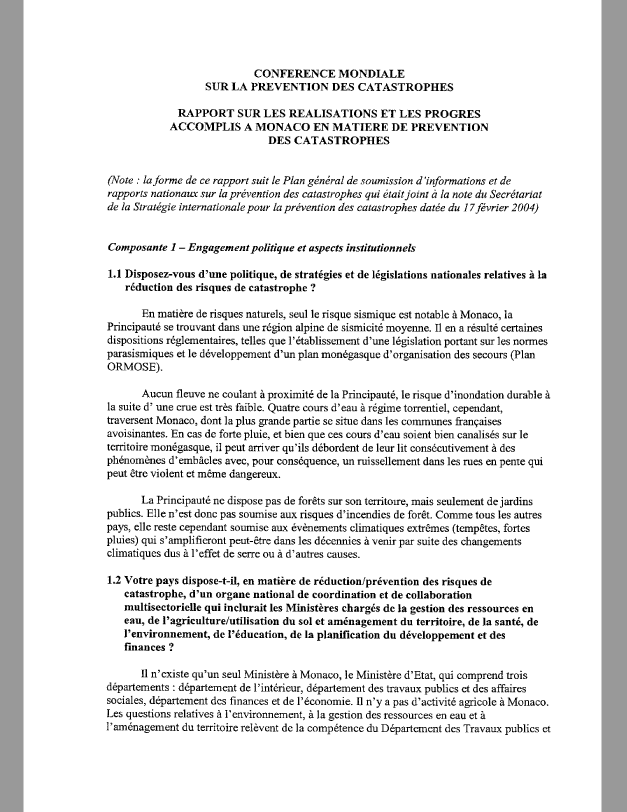 CONFERENCE MONDIALE
SUR LA PREVENTION DES CATASTROPHES
RAPPORT SUR LES REALISATIONS ET LES PROGRES
ACCOMPLIS A MONACO EN MATIERE DE PREVENTION
DES CATASTROPHES
(Note : la forme de ce rapport suit le Plan général de soumission d'informations et de
rapports nationaux sur la prévention des catastrophes qui était joint à la note du Secrétariat
de la Stratégie internationale pour la prévention des catastrophes datée du 17 février 2004)
Composante 1 – Engagement politique et aspects institutionnels
1.1 Disposez-vous d'une politique, de stratégies et de législations nationales relatives à la
réduction des risques de catastrophe ?
En matière de risques naturels, seul le risque sismique est notable à Monaco, la
Principauté se trouvant dans une région alpine de sismicité moyenne. Il en a résulté certaines
dispositions réglementaires, telles que l'établissement d'une législation portant sur les normes
parasismiques et le développement d'un plan monégasque d'organisation des secours (Plan
ORMOSE).
Aucun fleuve ne coulant à proximité de la Principauté, le risque d'inondation durable à
la suite d' une crue est très faible. Quatre cours d'eau à régime torrentiel, cependant,
traversent Monaco, dont la plus grande partie se situe dans les communes françaises
avoisinantes. En cas de forte pluie, et bien que ces cours d'eau soient bien canalisés sur le
territoire monégasque, il peut arriver qu'ils débordent de leur lit consécutivement à des
phénomènes d'embâcles avec, pour conséquence, un ruissellement dans les rues en pente qui
peut être violent et même dangereux.
La Principauté ne dispose pas de forêts sur son territoire, mais seulement de jardins
publics. Elle n'est donc pas soumise aux risques d'incendies de forêt. Comme tous les autres
pays, elle reste cependant soumise aux évènements climatiques extrêmes (tempêtes, fortes
pluies) qui s'amplifieront peut-être dans les décennies à venir par suite des changements
climatiques dus à l'effet de serre ou à d'autres causes.
1.2 Votre pays dispose-t-il, en matière de réduction/prévention des risques de
catastrophe, d'un organe national de coordination et de collaboration
multisectorielle qui inclurait les Ministères chargés de la gestion des ressources en
eau, de l'agriculture/utilisation du sol et aménagement du territoire, de la santé, de
l'environnement, de l'éducation, de la planification du développement et des
finances ?
Il n'existe qu'un seul Ministère à Monaco, le Ministère d'Etat, qui comprend trois
départements : département de l'intérieur, département des travaux publics et des affaires
sociales, département des finances et de l'économie. Il n'y a pas d'activité agricole à Monaco.
Les questions relatives à l'environnement, à la gestion des ressources en eau et à
l'aménagement du territoire relèvent de la compétence du Département des Travaux publics et